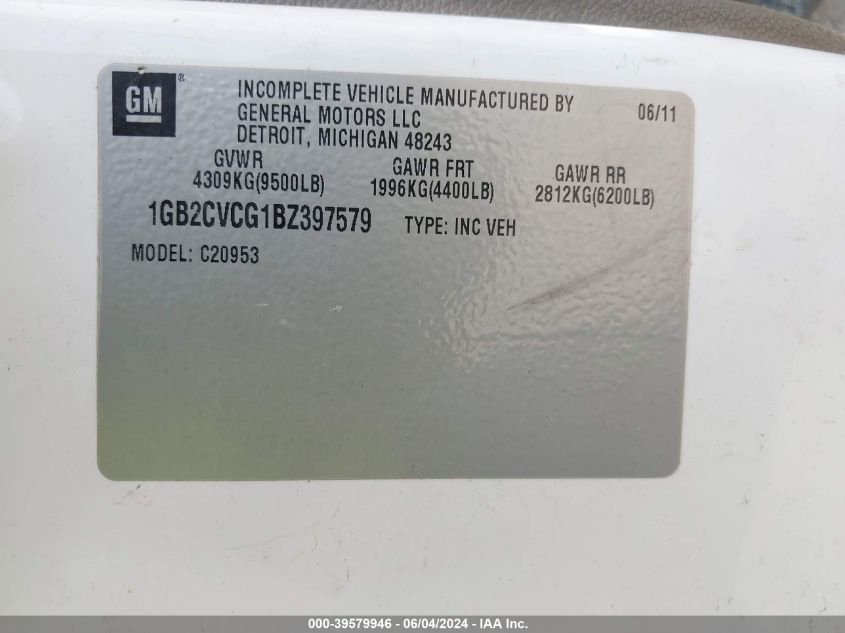 GM ®
INCOMPLETE VEHICLE MANUFACTURED BY 06/11
GENERAL MOTORS LLC
DETROIT, MICHIGAN 48243
GVWR GAWR FRT GAWR RR
4309KG(9500LB) 1996KG(4400LB) 2812KG(6200LB)
1GB2CVCG1BZ397579 TYPE: INC VEH
MODEL: C20953
000-39579946 - 06/04/2024 - IAA Inc.